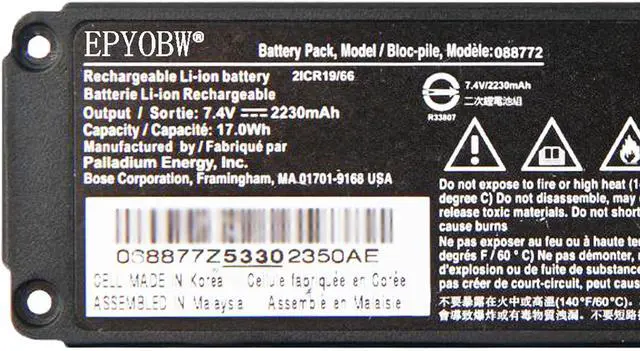 EPYOBW®
Battery Pack, Model / Bloc-pile, Modèle: 088772
Rechargeable Li-ion battery 2ICR19/66
Batterie Li-ion Rechargeable
Output / Sortie: 7.4V ⎓ 2230mAh
Capacity / Capacité: 17.0Wh
Manufactured by / Fabriqué par
Palladium Energy, Inc.
Bose Corporation, Framingham, MA 01701-9168 USA
7.4V/2230mAh
二次鋰電池組
R33807
Do not expose to fire or high heat (1
degree C) Do not disassemble, may
release toxic materials. Do not sho
cause burns
Ne pas exposer au feu ou à haute t
degrés F / 60 ° C) Ne pas démonter,
d'explosion ou de fuite de substanc
pas créer de court-circuit, peut caus
不要暴露在火中或高溫(140°F/60°C).
會導致爆炸或有毒物質洩漏. 不要短路
068877Z53302350AE
CELL MADE IN Korea Cellule fabriquée en Corée
ASSEMBLED IN Malaysia Assemblé en Malaisie